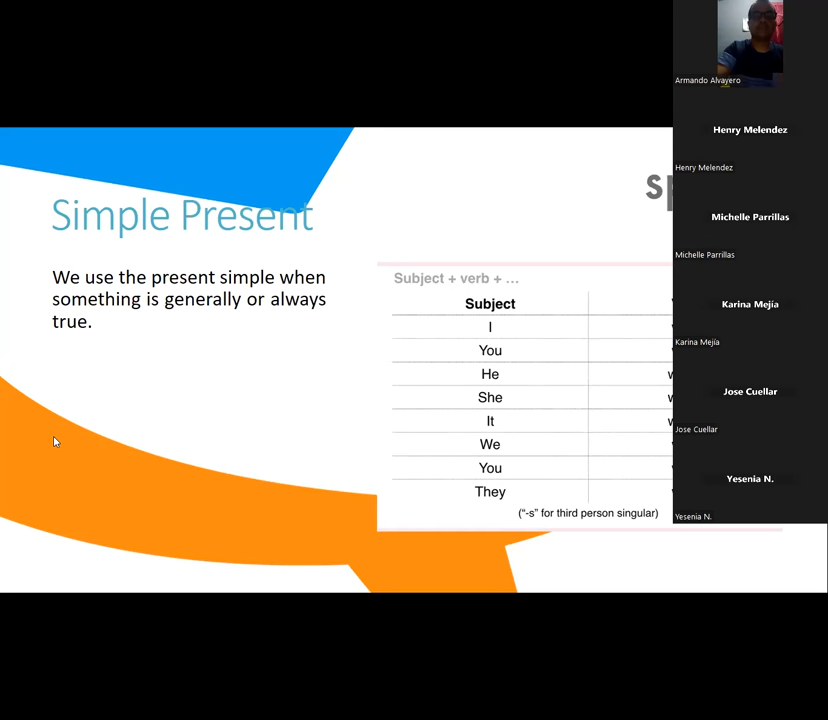 Simple Present
We use the present simple when
something is generally or always
true.
Subject + verb + ...
Subject
I
You
He
She
It
We
You
They
("-s" for third person singular)
Armando Alvayero
Henry Melendez
Henry Melendez
Michelle Parrillas
Michelle Parrillas
Karina Mejía
Karina Mejía
Jose Cuellar
Jose Cuellar
Yesenia N.
Yesenia N.